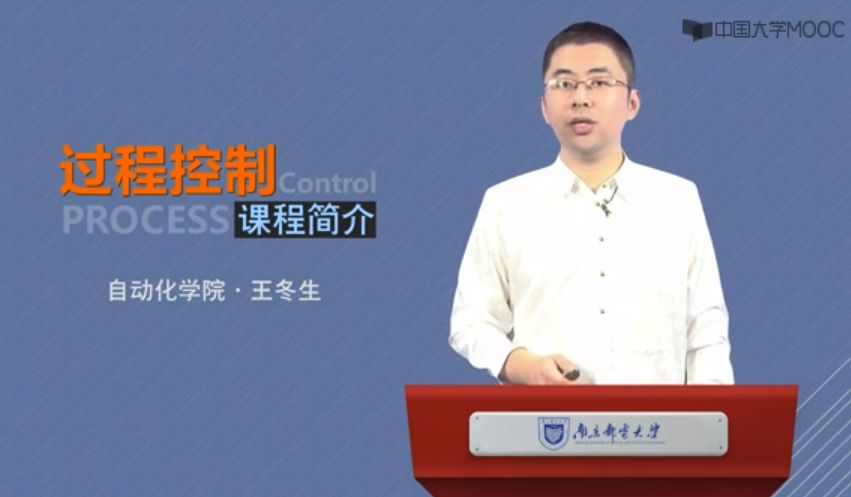 中国大学MOOC
过程控制 Control
PROCESS 课程简介
自动化学院·王冬生
南京邮电大学